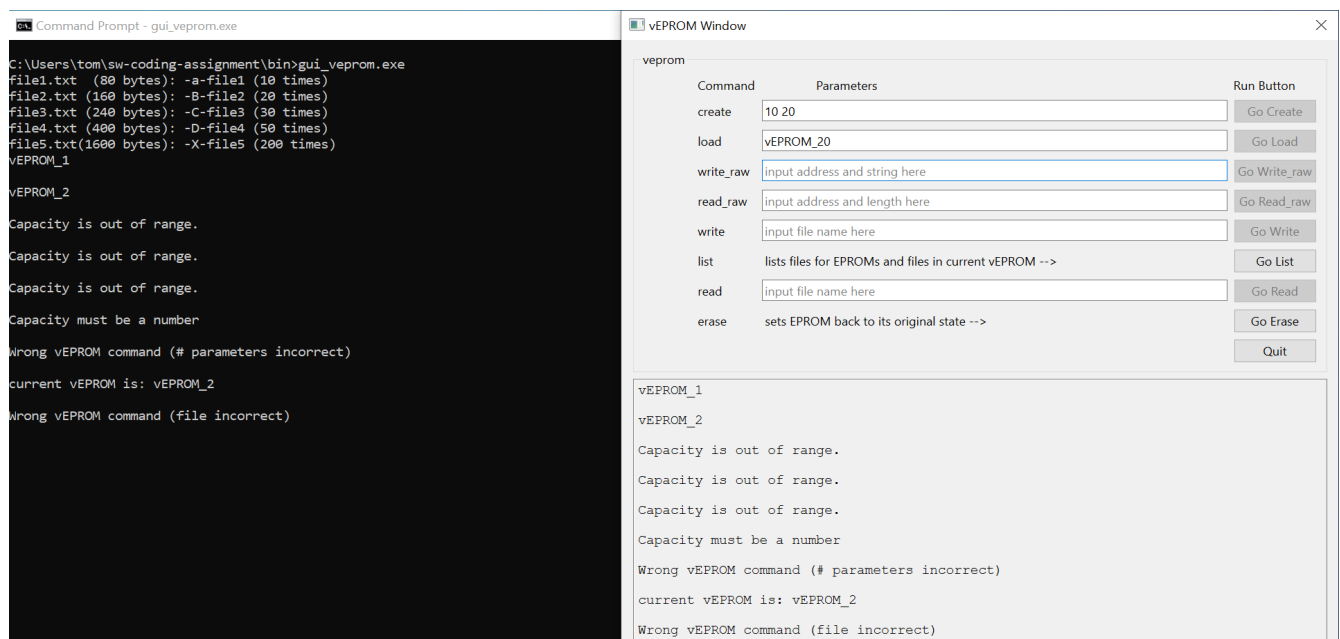 Command Prompt - gui_veprom.exe
C:\Users\tom\sw-coding-assignment\bin>gui_veprom.exe
file1.txt  (80 bytes): -a-file1 (10 times)
file2.txt (160 bytes): -B-file2 (20 times)
file3.txt (240 bytes): -C-file3 (30 times)
file4.txt (400 bytes): -D-file4 (50 times)
file5.txt(1600 bytes): -X-file5 (200 times)
vEPROM_1
vEPROM_2
Capacity is out of range.
Capacity is out of range.
Capacity is out of range.
Capacity must be a number
Wrong vEPROM command (# parameters incorrect)
current vEPROM is: vEPROM_2
Wrong vEPROM command (file incorrect)
vEPROM Window
veprom
Command Parameters Run Button
create 10 20 Go Create
load vEPROM_20 Go Load
write_raw input address and string here Go Write_raw
read_raw input address and length here Go Read_raw
write input file name here Go Write
list lists files for EPROMs and files in current vEPROM --> Go List
read input file name here Go Read
erase sets EPROM back to its original state --> Go Erase
Quit
vEPROM_1
vEPROM_2
Capacity is out of range.
Capacity is out of range.
Capacity is out of range.
Capacity must be a number
Wrong vEPROM command (# parameters incorrect)
current vEPROM is: vEPROM_2
Wrong vEPROM command (file incorrect)